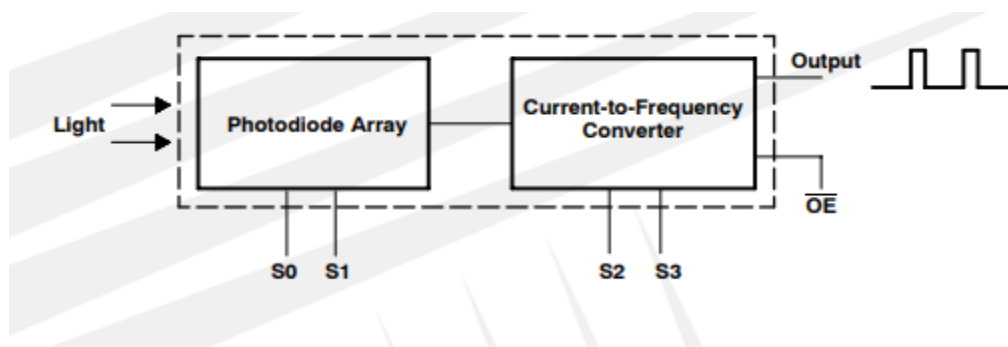 Output
Light
Photodiode Array
Current-to-Frequency
Converter
OE
S0 S1
S2 S3